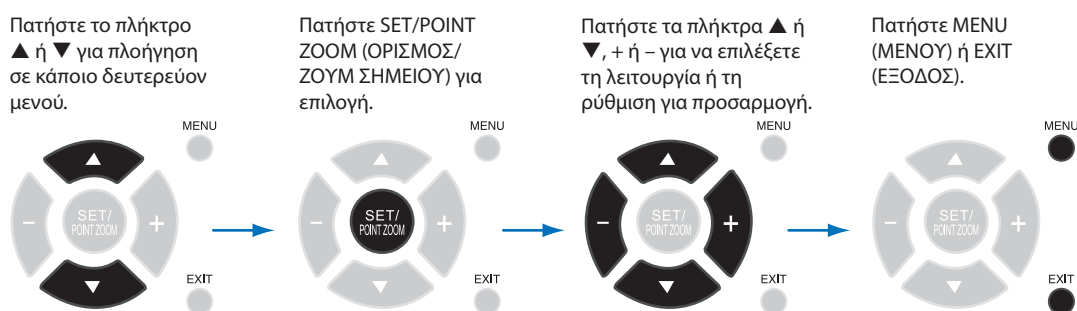 Πατήστε το πλήκτρο
▲ ή ▼ για πλοήγηση
σε κάποιο δευτερεύον
μενού.
MENU
–
SET/
POINT ZOOM
+
EXIT
Πατήστε SET/POINT
ZOOM (ΟΡΙΣΜΟΣ/
ΖΟΥΜ ΣΗΜΕΙΟΥ) για
επιλογή.
MENU
–
SET/
POINT ZOOM
+
EXIT
Πατήστε τα πλήκτρα ▲ ή
▼, + ή – για να επιλέξετε
τη λειτουργία ή τη
ρύθμιση για προσαρμογή.
MENU
–
SET/
POINT ZOOM
+
EXIT
Πατήστε MENU
(ΜΕΝΟΥ) ή EXIT
(ΕΞΟΔΟΣ).
MENU
–
SET/
POINT ZOOM
+
EXIT